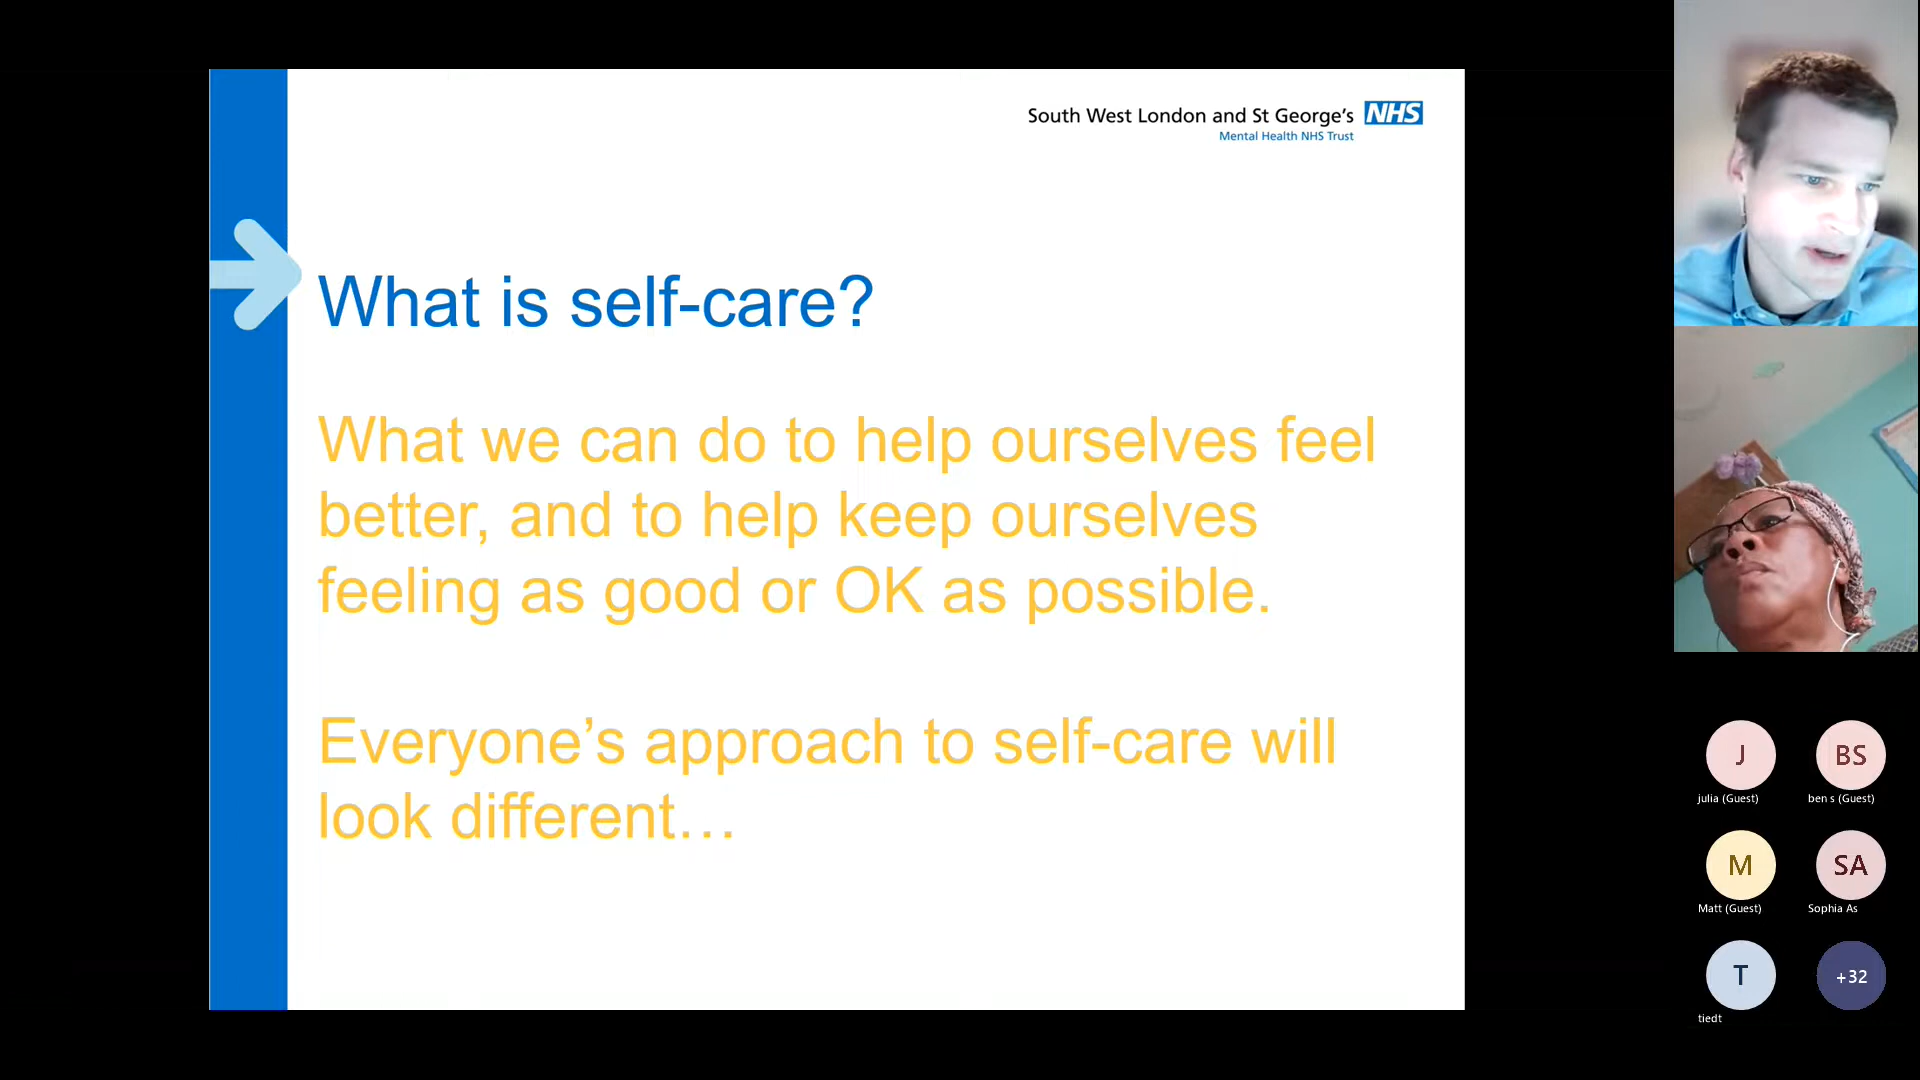 South West London and St George's NHS
Mental Health NHS Trust
What is self-care?
What we can do to help ourselves feel
better, and to help keep ourselves
feeling as good or OK as possible.
Everyone’s approach to self-care will
look different…
J
BS
julia (Guest)
ben s (Guest)
M
SA
Matt (Guest)
Sophia As
T
+32
tiedt